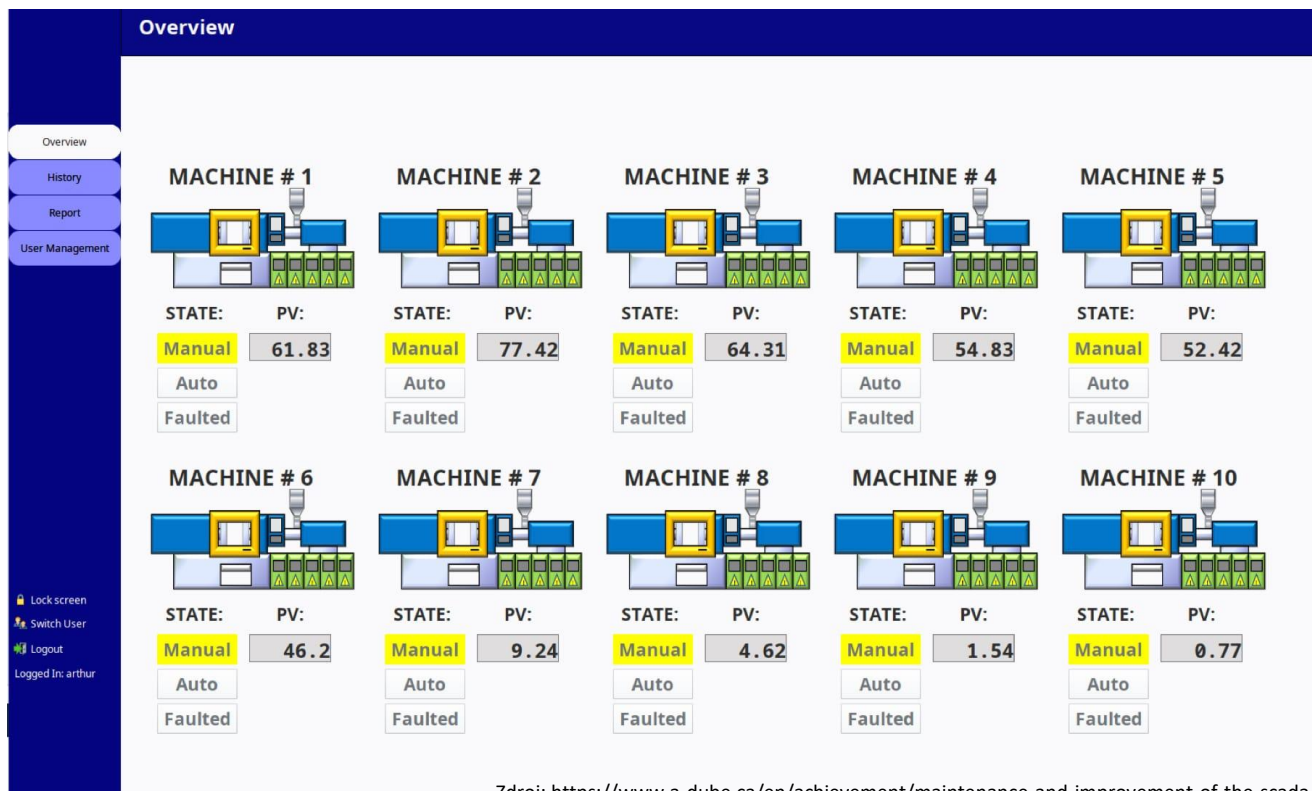 Overview
Overview
History
Report
User Management
MACHINE # 1 MACHINE # 2 MACHINE # 3 MACHINE # 4 MACHINE # 5
STATE: PV: STATE: PV: STATE: PV: STATE: PV: STATE: PV:
Manual 61.83 Manual 77.42 Manual 64.31 Manual 54.83 Manual 52.42
Auto Auto Auto Auto Auto
Faulted Faulted Faulted Faulted Faulted
MACHINE # 6 MACHINE # 7 MACHINE # 8 MACHINE # 9 MACHINE # 10
STATE: PV: STATE: PV: STATE: PV: STATE: PV: STATE: PV:
Manual 46.2 Manual 9.24 Manual 4.62 Manual 1.54 Manual 0.77
Auto Auto Auto Auto Auto
Faulted Faulted Faulted Faulted Faulted
Lock screen
Switch User
Logout
Logged In: arthur